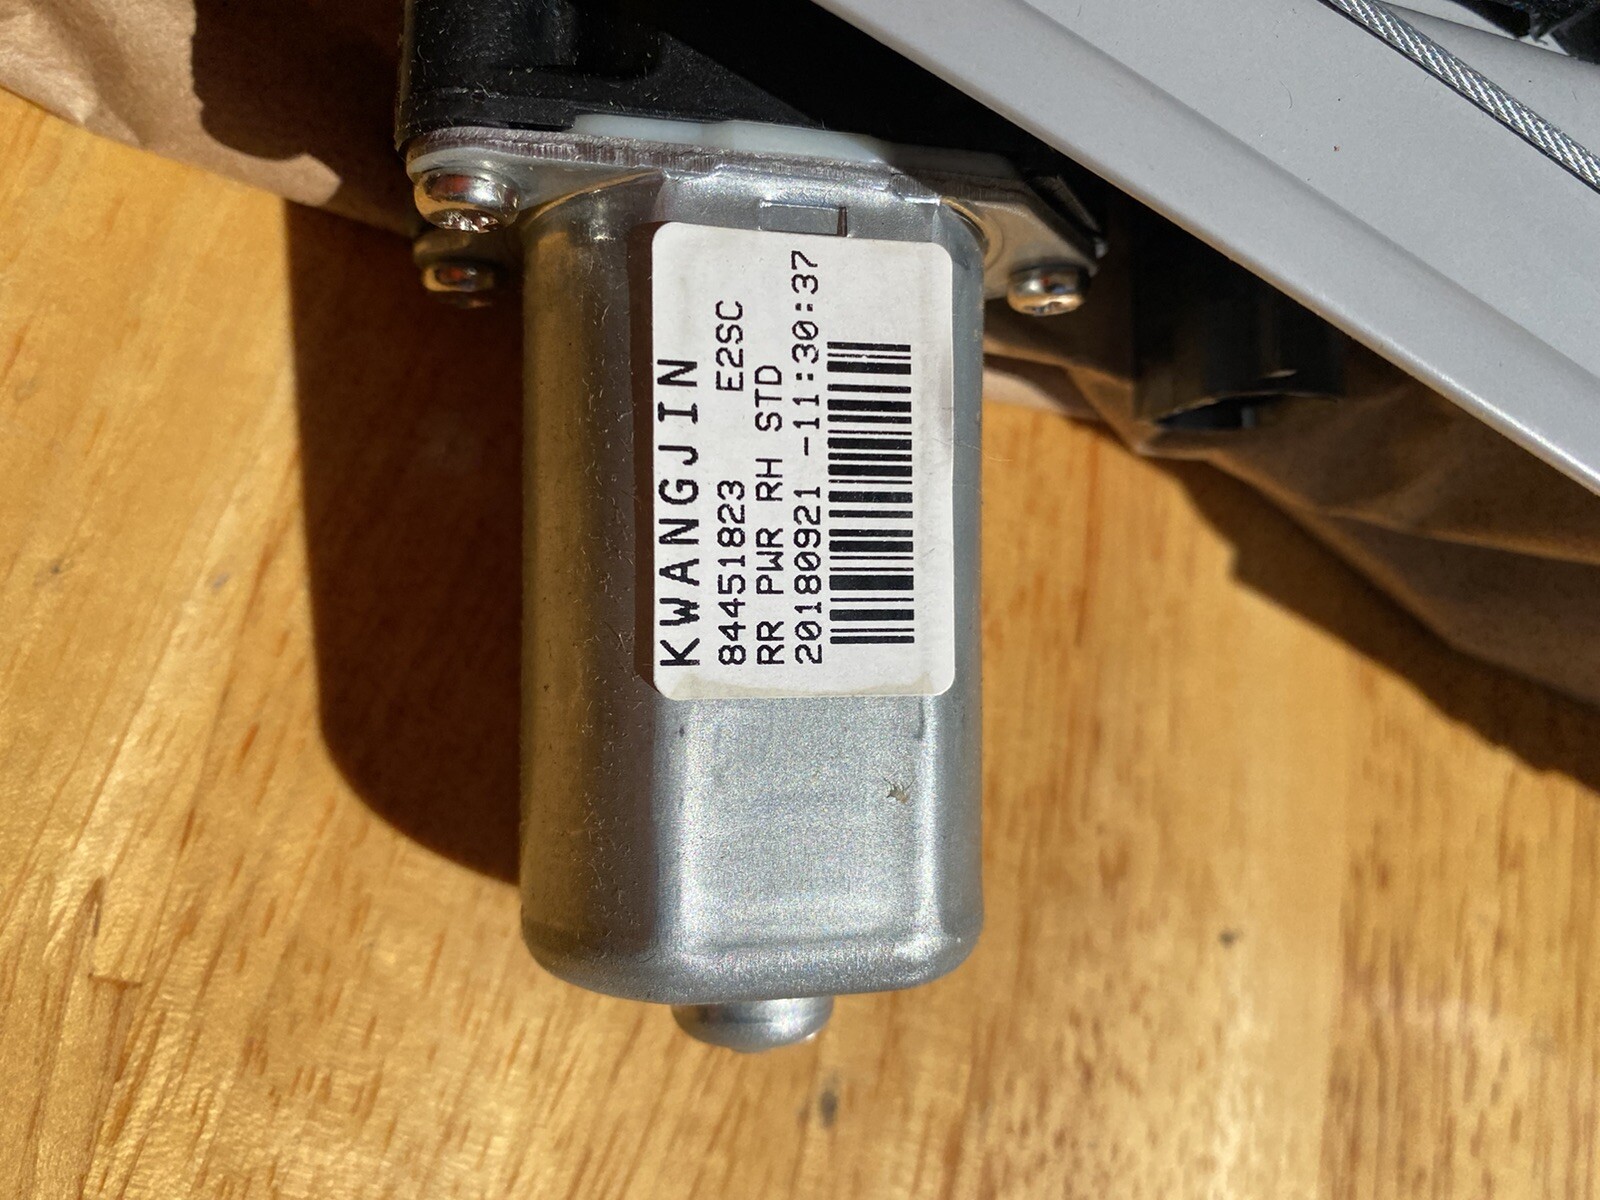 KWANGJIN
84451823 E2SC
RR PWR RH STD
20180921 -11:30:37